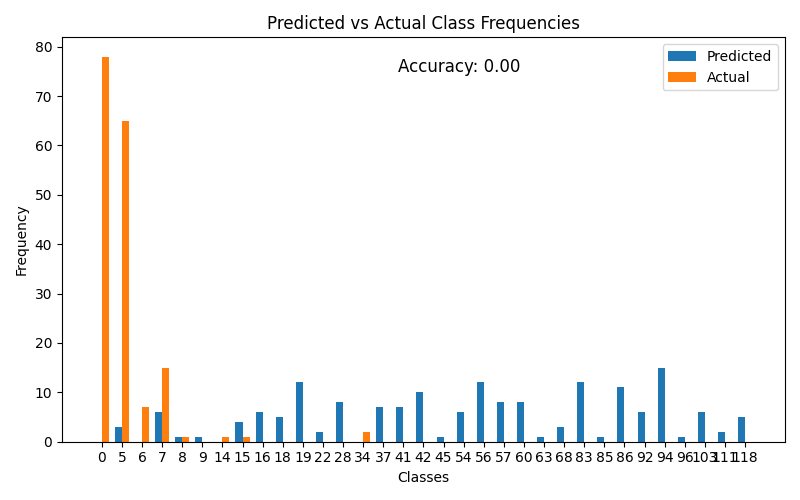 Predicted vs Actual Class Frequencies
Accuracy: 0.00
Predicted
Actual
Frequency
80
70
60
50
40
30
20
10
0
0 5 6 7 8 9 14 15 16 18 19 22 28 34 37 41 42 45 54 56 57 60 63 68 83 85 86 92 94 96 103 111 118
Classes